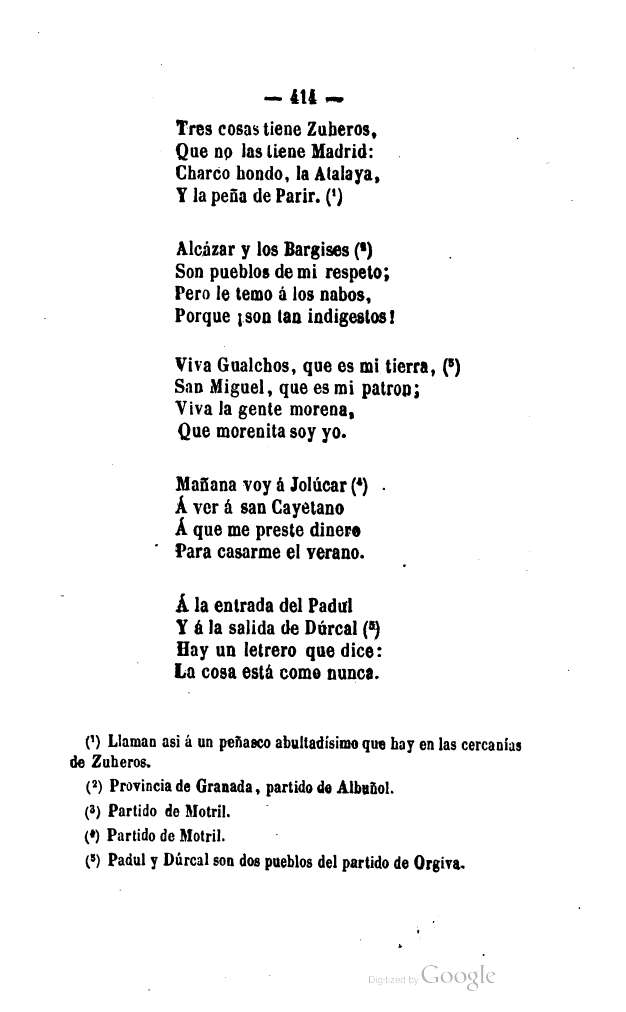 — 414 —
Tres cosas tiene Zuheros,
Que no las tiene Madrid:
Charco hondo, la Atalaya,
Y la peña de Parir. (¹)
Alcázar y los Bargises (²)
Son pueblos de mi respeto;
Pero le temo á los nabos,
Porque ¡son tan indigestos!
Viva Gualchos, que es mi tierra, (³)
San Miguel, que es mi patron;
Viva la gente morena,
Que morenita soy yo.
Mañana voy á Jolúcar (⁴)
Á ver á san Cayetano
Á que me preste dinero
Para casarme el verano.
Á la entrada del Padul
Y á la salida de Dúrcal (⁵)
Hay un letrero que dice:
La cosa está como nunca.
(¹) Llaman asi á un peñasco abultadísimo que hay en las cercanías
de Zuheros.
(²) Provincia de Granada, partido de Albuñol.
(³) Partido de Motril.
(⁴) Partido de Motril.
(⁵) Padul y Dúrcal son dos pueblos del partido de Orgiva.
Digitized by Google